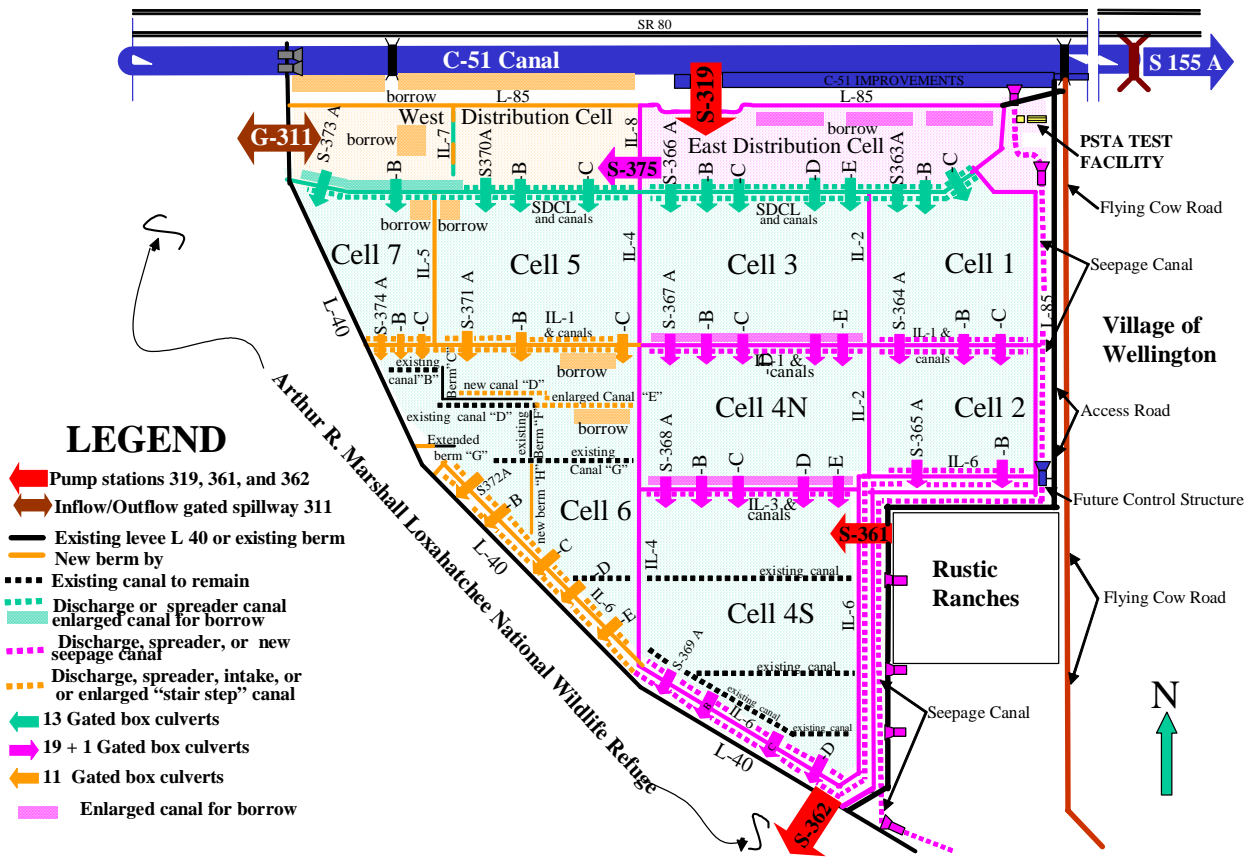 SR 80
C-51 Canal
S 155 A
C-51 IMPROVEMENTS
borrow
L-85
L-85
West Distribution Cell
borrow
East Distribution Cell
borrow
G-311
S-373 A
-B
IL-7
S370A
-C
IL-8
S-375
S-319
S-366 A
-B
-C
-D
-E
S363A
-B
-C
PSTA TEST
FACILITY
SDCL
and canals
SDCL
and canals
borrow
borrow
Flying Cow Road
Cell 7
IL-5
Cell 5
IL-4
Cell 3
IL-2
Cell 1
Seepage Canal
L-85
L-40
S-374 A
-B
-C
S-371 A
-B
IL-1
& canals
-C
S-367 A
-B
-C
-D
IL-1 &
canals
-E
S-364 A
IL-1 &
canals
-B
-C
Village of
Wellington
existing
canal"B"
Berm"C"
new canal "D"
borrow
enlarged Canal "E"
existing canal "D"
existing
Berm "F"
borrow
Cell 4N
IL-2
Cell 2
Access Road
Extended
berm "G"
existing
Canal "G"
S-368 A
-B
-C
-D
-E
S-365 A
-B
IL-6
S372A
-B
-C
-D
IL-6
-E
new berm "H"
Cell 6
IL-3 &
canals
Future Control Structure
S-361
L-40
IL-4
existing canal
Rustic
Ranches
Cell 4S
IL-6
Flying Cow Road
S-369 A
existing canal
existing canal
B
IL-6
C
existing canal
-D
L-40
S-362
Seepage Canal
N
Arthur R. Marshall Loxahatchee National Wildlife Refuge
LEGEND
Pump stations 319, 361, and 362
Inflow/Outflow gated spillway 311
Existing levee L 40 or existing berm
New berm by
Existing canal to remain
Discharge or spreader canal
enlarged canal for borrow
Discharge, spreader, or new
seepage canal
Discharge, spreader, intake, or
or enlarged "stair step" canal
13 Gated box culverts
19 + 1 Gated box culverts
11 Gated box culverts
Enlarged canal for borrow